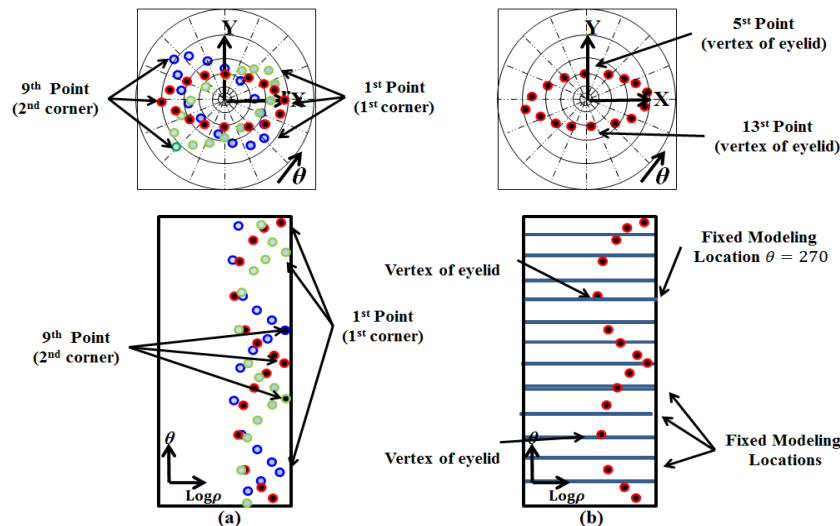 Y
X
θ
9th Point
(2nd corner)
1st Point
(1st corner)
Y
X
5st Point
(vertex of eyelid)
13st Point
(vertex of eyelid)
θ
Logρ
9th Point
(2nd corner)
1st Point
(1st corner)
(a)
Vertex of eyelid
Fixed Modeling
Location θ = 270
Fixed Modeling
Locations
Vertex of eyelid
θ
Logρ
(b)